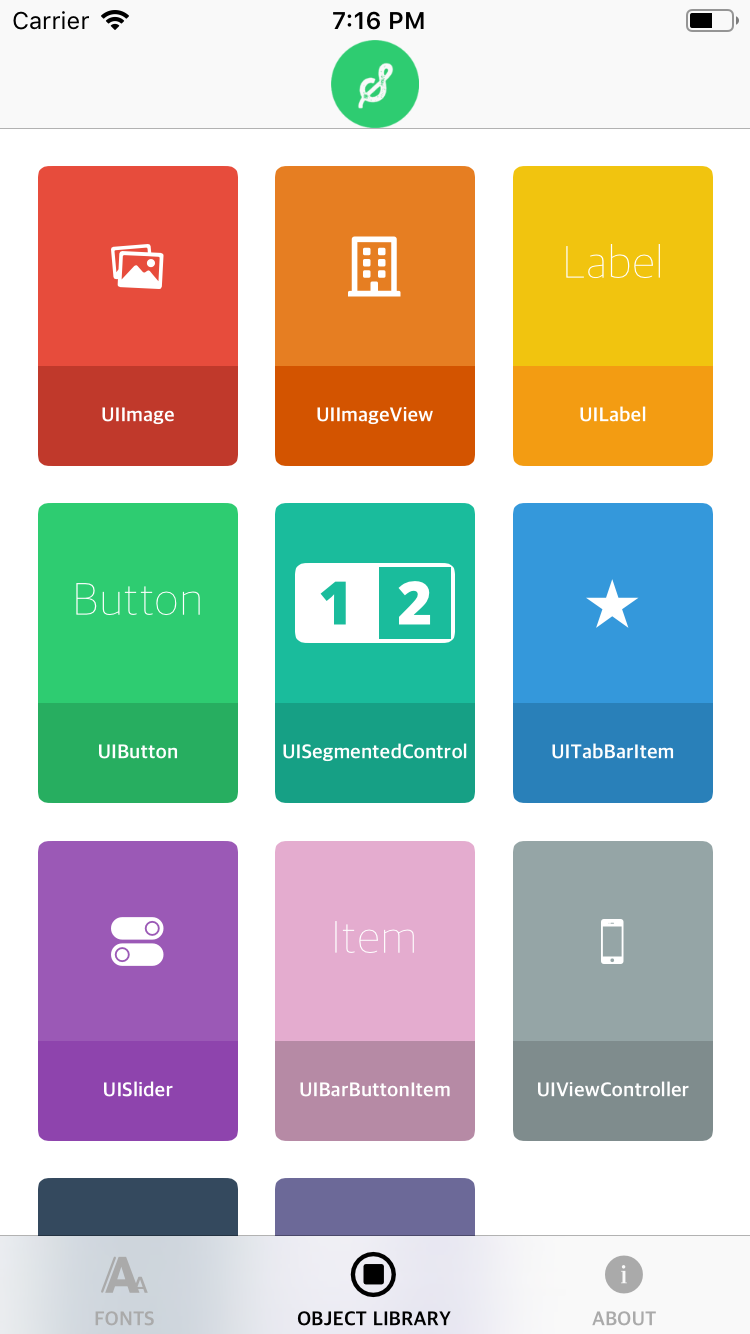 Carrier 7:16 PM
UIImage
UIImageView
Label
UILabel
Button
UIButton
1 2
UISegmentedControl
UITabBarItem
UISlider
Item
UIBarButtonItem
UIViewController
FONTS
OBJECT LIBRARY
ABOUT